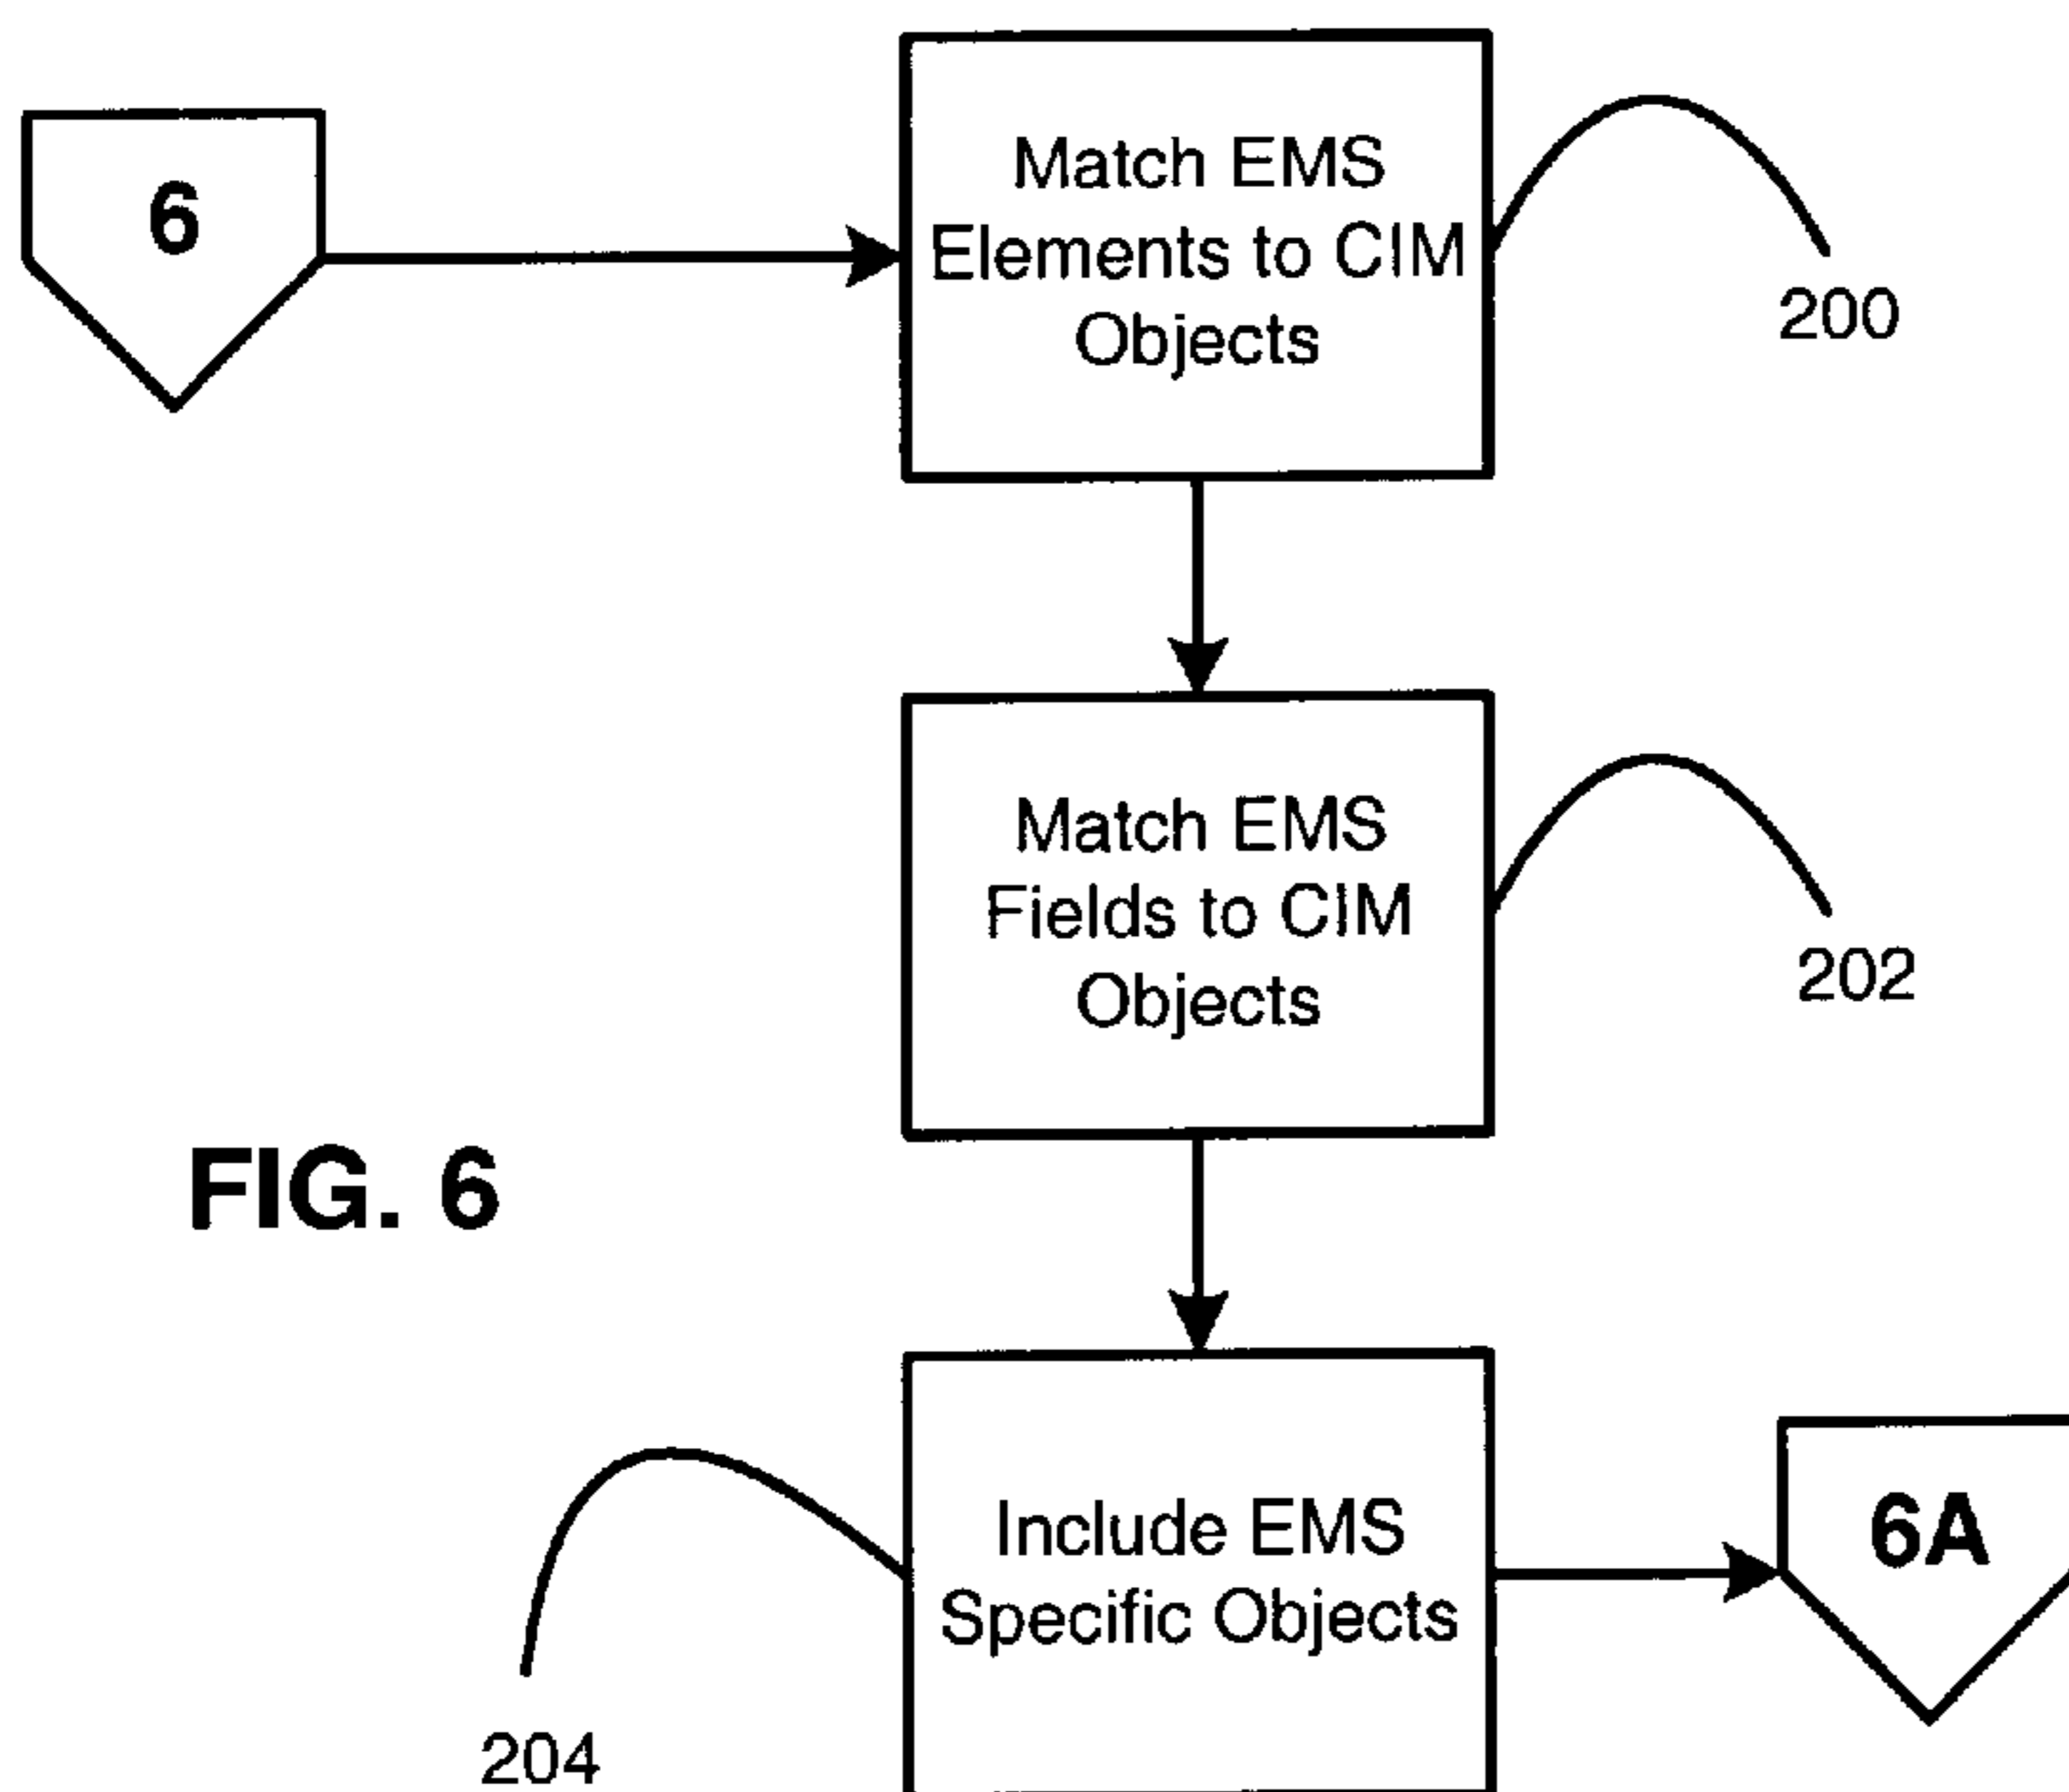 6
Match EMS
Elements to CIM
Objects
200
Match EMS
Fields to CIM
Objects
202
FIG. 6
Include EMS
Specific Objects
6A
204